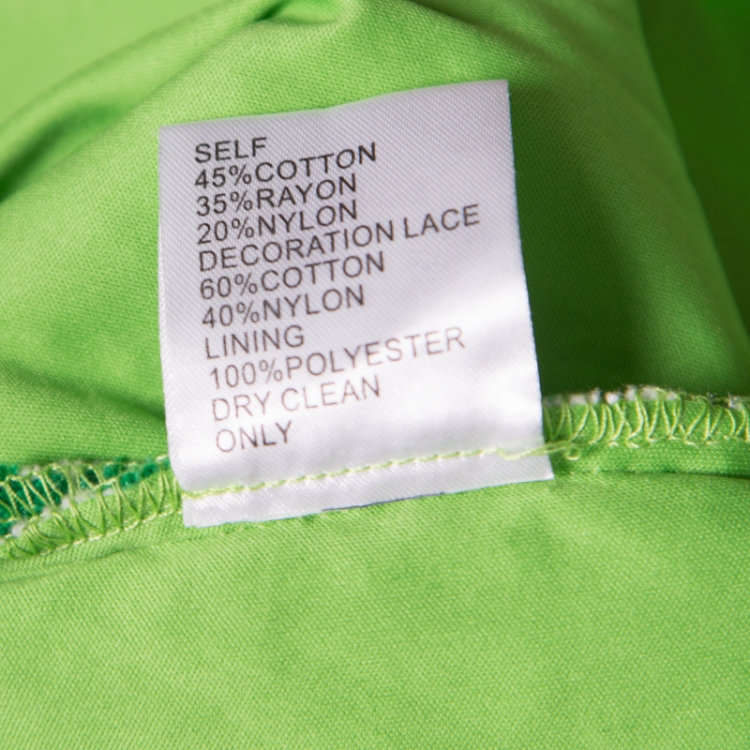 SELF
45%COTTON
35%RAYON
20%NYLON
DECORATION LACE
60%COTTON
40%NYLON
LINING
100%POLYESTER
DRY CLEAN
ONLY